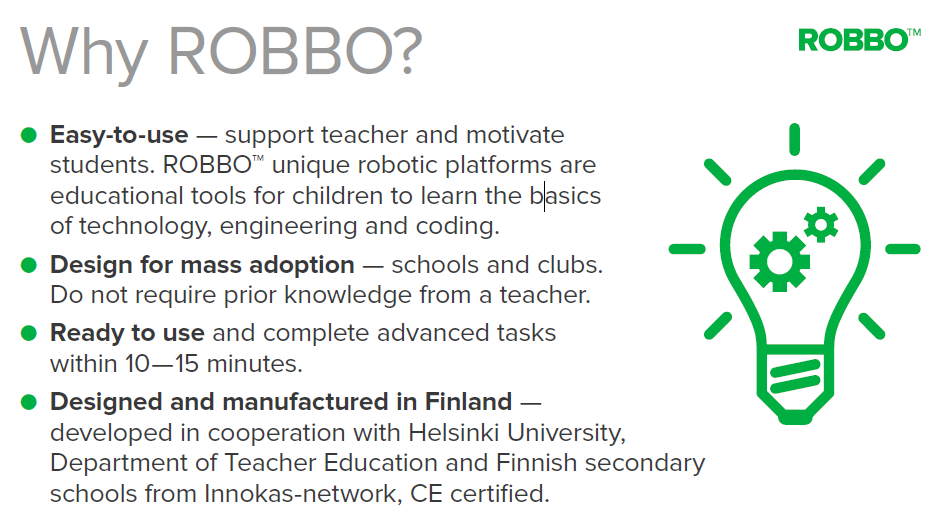 Why ROBBO?
ROBBO™
● Easy-to-use — support teacher and motivate
students. ROBBO™ unique robotic platforms are
educational tools for children to learn the basics
of technology, engineering and coding.
● Design for mass adoption — schools and clubs.
Do not require prior knowledge from a teacher.
● Ready to use and complete advanced tasks
within 10—15 minutes.
● Designed and manufactured in Finland —
developed in cooperation with Helsinki University,
Department of Teacher Education and Finnish secondary
schools from Innokas-network, CE certified.